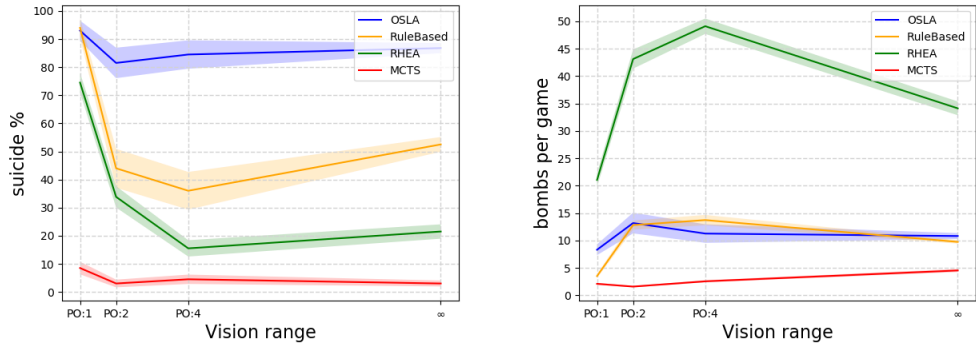 suicide %
100
90
80
70
60
50
40
30
20
10
0
PO:1 PO:2 PO:4 ∞
Vision range
OSLA
RuleBased
RHEA
MCTS
bombs per game
50
45
40
35
30
25
20
15
10
5
0
PO:1 PO:2 PO:4 ∞
Vision range
OSLA
RuleBased
RHEA
MCTS